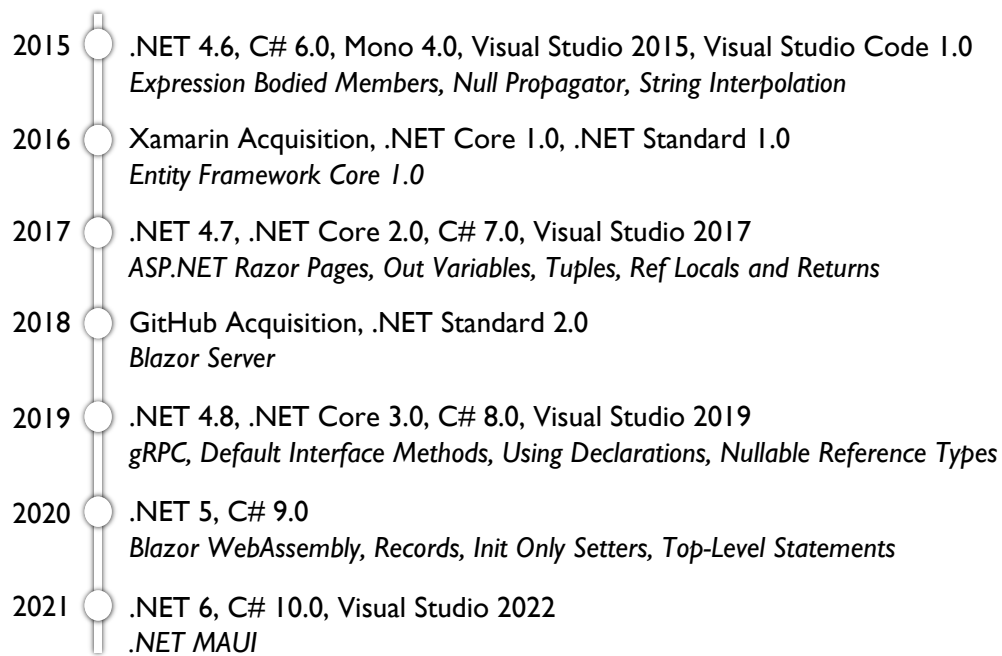 2015 .NET 4.6, C# 6.0, Mono 4.0, Visual Studio 2015, Visual Studio Code 1.0
Expression Bodied Members, Null Propagator, String Interpolation
2016 Xamarin Acquisition, .NET Core 1.0, .NET Standard 1.0
Entity Framework Core 1.0
2017 .NET 4.7, .NET Core 2.0, C# 7.0, Visual Studio 2017
ASP.NET Razor Pages, Out Variables, Tuples, Ref Locals and Returns
2018 GitHub Acquisition, .NET Standard 2.0
Blazor Server
2019 .NET 4.8, .NET Core 3.0, C# 8.0, Visual Studio 2019
gRPC, Default Interface Methods, Using Declarations, Nullable Reference Types
2020 .NET 5, C# 9.0
Blazor WebAssembly, Records, Init Only Setters, Top-Level Statements
2021 .NET 6, C# 10.0, Visual Studio 2022
.NET MAUI